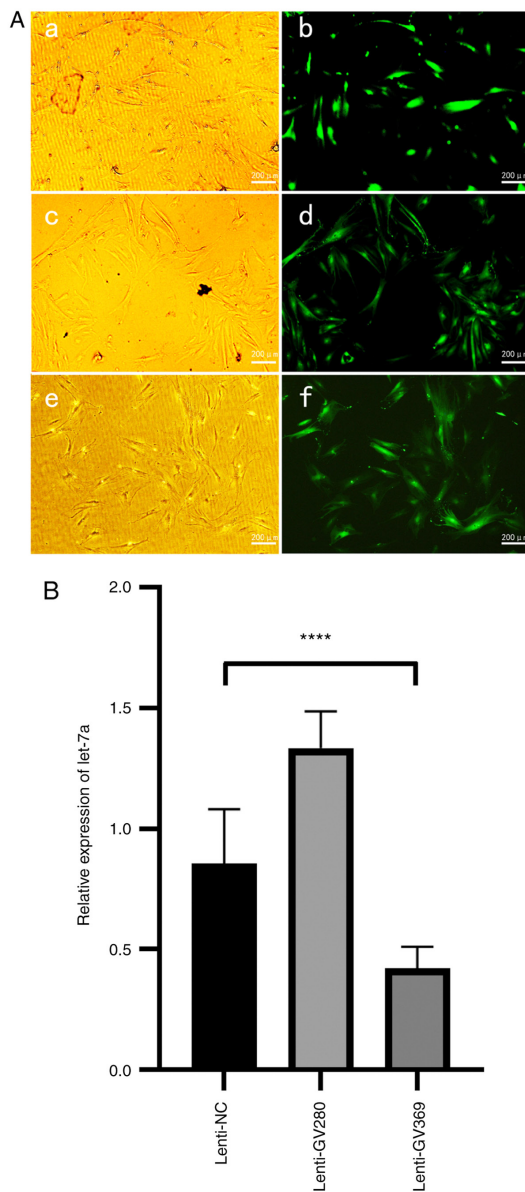 A
a
b
200 μm
200 μm
c
d
200 μm
200 μm
e
f
200 μm
200 μm
B
2.0
****
1.5
1.0
0.5
0.0
Relative expression of let-7a
Lenti-NC
Lenti-GV280
Lenti-GV369